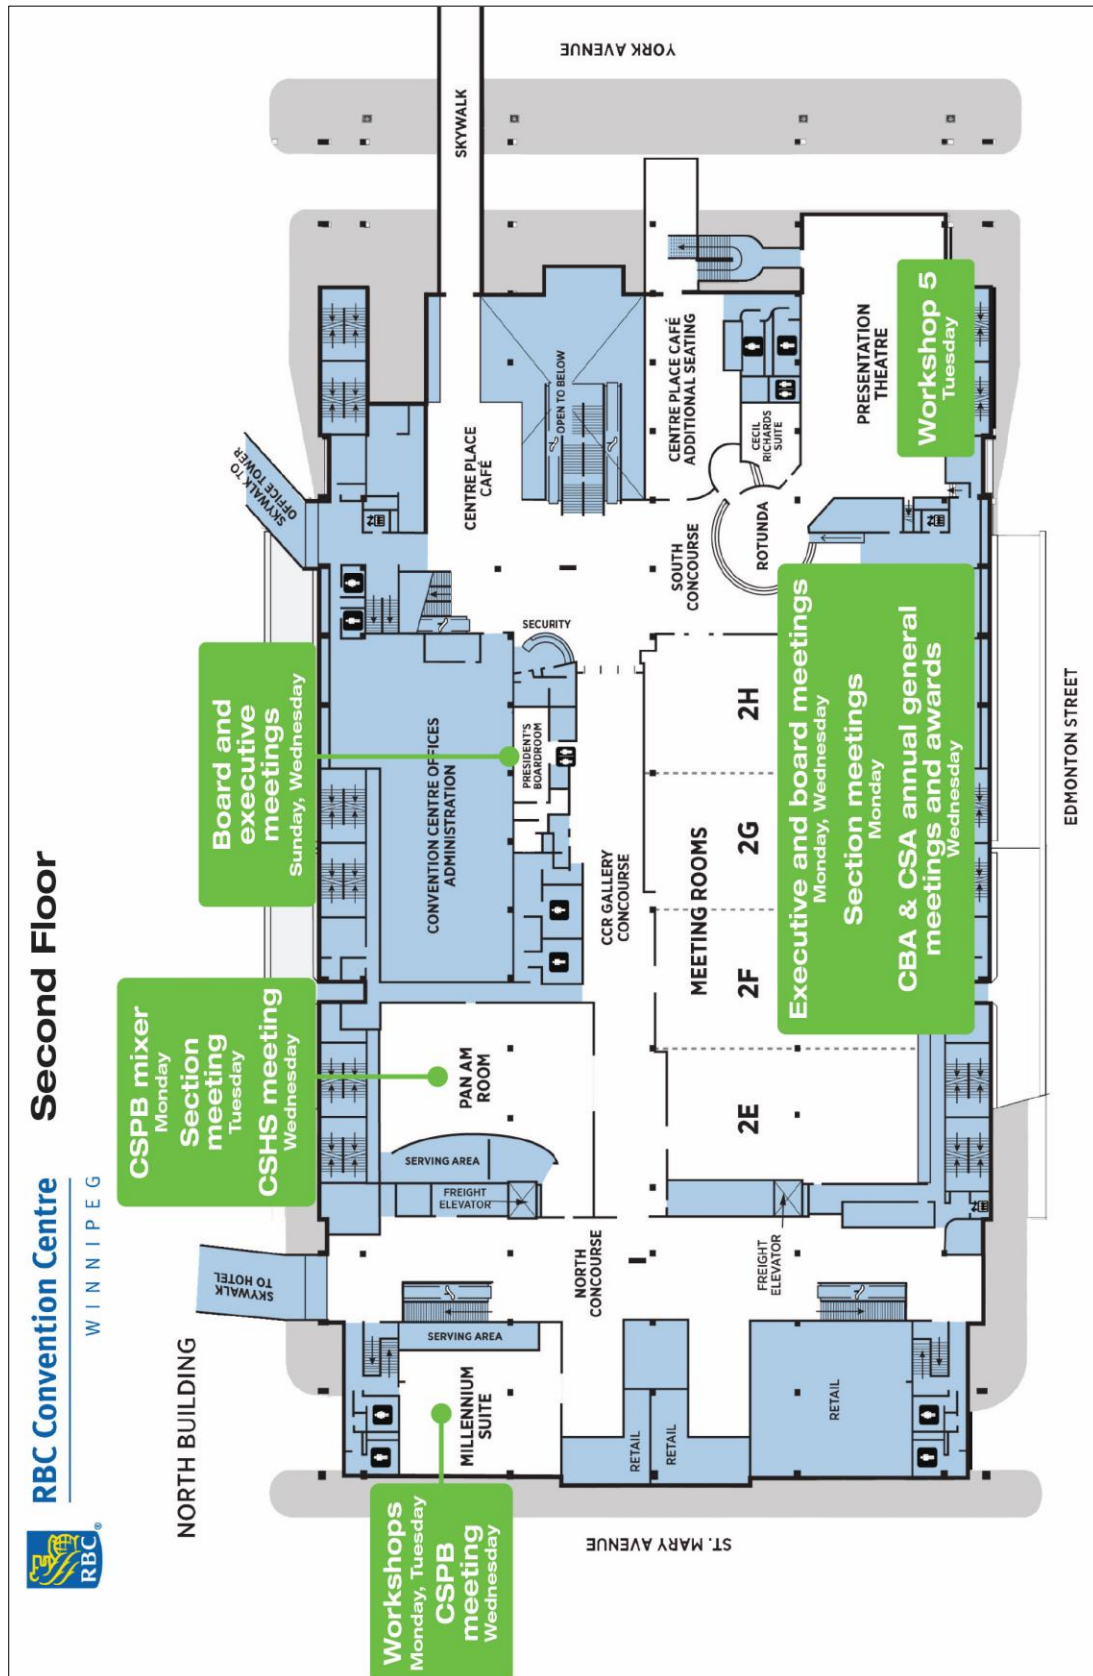 RBC
RBC Convention Centre
WINNIPEG
Second Floor
NORTH BUILDING
SKYWALK
TO HOTEL
SKYWALK TO
OFFICE TOWER
SKYWALK
YORK AVENUE
ST. MARY AVENUE
EDMONTON STREET
CSPB mixer
Monday
Section
meeting
Tuesday
CSHS meeting
Wednesday
Board and
executive
meetings
Sunday, Wednesday
Workshops
Monday, Tuesday
CSPB
meeting
Wednesday
Executive and board meetings
Monday, Wednesday
Section meetings
Monday
CBA & CSA annual general
meetings and awards
Wednesday
Workshop 5
Tuesday
MILLENNIUM
SUITE
SERVING AREA
RETAIL
RETAIL
RETAIL
NORTH
CONCOURSE
FREIGHT
ELEVATOR
FREIGHT
ELEVATOR
SERVING AREA
PAN AM
ROOM
CONVENTION CENTRE OFFICES
ADMINISTRATION
PRESIDENT'S
BOARDROOM
SECURITY
CCR GALLERY
CONCOURSE
MEETING ROOMS
2E
2F
2G
2H
CENTRE PLACE
CAFÉ
OPEN TO BELOW
SOUTH
CONCOURSE
CENTRE PLACE CAFÉ
ADDITIONAL SEATING
CECIL
RICHARDS
SUITE
ROTUNDA
PRESENTATION
THEATRE